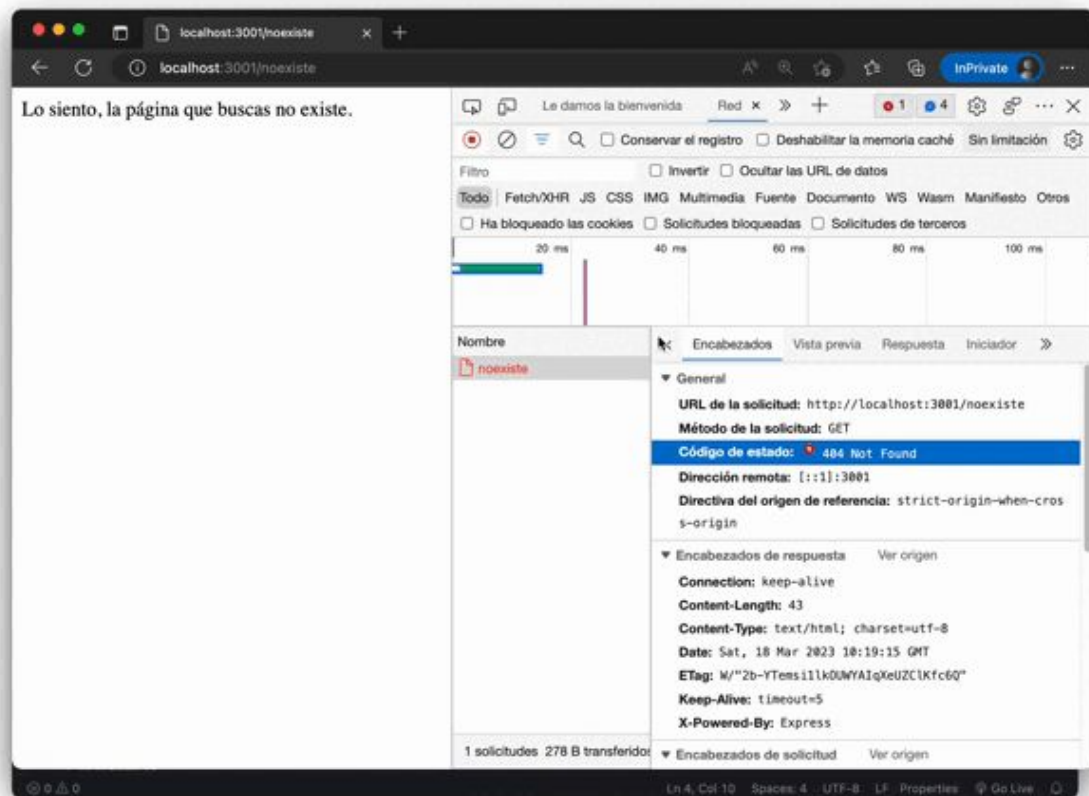 localhost:3001/noexiste
localhost:3001/noexiste
InPrivate
Lo siento, la página que buscas no existe.
Le damos la bienvenida Red 1 4
Conservar el registro Deshabilitar la memoria caché Sin limitación
Filtro Invertir Ocultar las URL de datos
Todo Fetch/XHR JS CSS IMG Multimedia Fuente Documento WS Wasm Manifiesto Otros
Ha bloqueado las cookies Solicitudes bloqueadas Solicitudes de terceros
20 ms 40 ms 60 ms 80 ms 100 ms
Nombre
noexiste
1 solicitudes 278 B transferidos
Encabezados Vista previa Respuesta Iniciador
General
URL de la solicitud: http://localhost:3001/noexiste
Método de la solicitud: GET
Código de estado: 404 Not Found
Dirección remota: [::1]:3001
Directiva del origen de referencia: strict-origin-when-cros
s-origin
Encabezados de respuesta Ver origen
Connection: keep-alive
Content-Length: 43
Content-Type: text/html; charset=utf-8
Date: Sat, 18 Mar 2023 10:19:15 GMT
ETag:
Keep-Alive: timeout=5
X-Powered-By: Express
Encabezados de solicitud Ver origen
0 0 Ln 4, Col 10 Spaces: 4 UTF-8 LF Properties Go Live